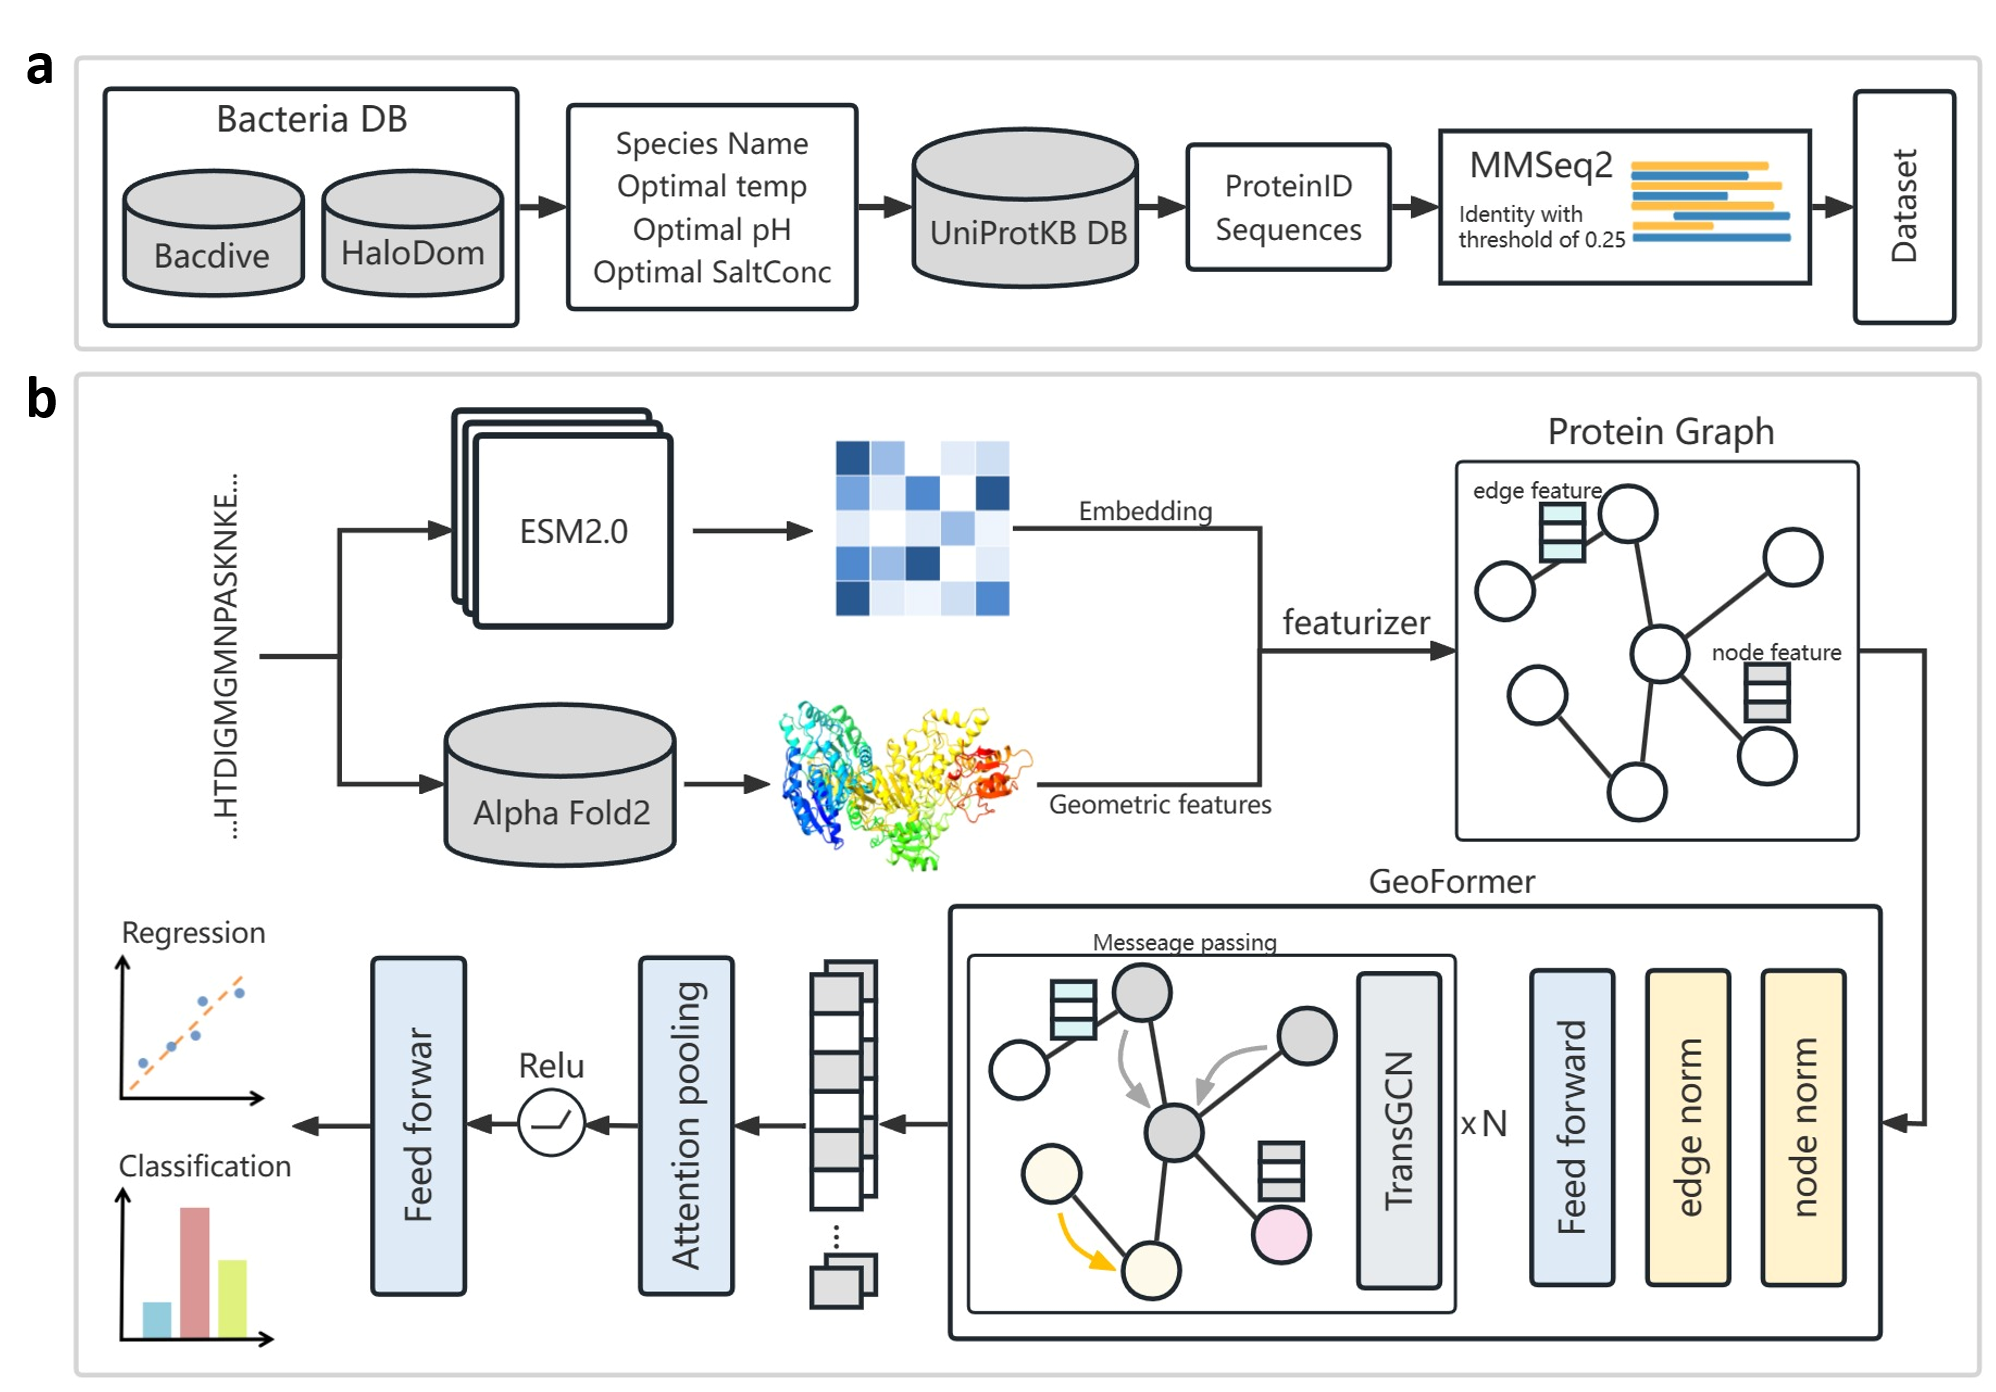 a
Bacteria DB
Bacdive
HaloDom
Species Name
Optimal temp
Optimal pH
Optimal SaltConc
UniProtKB DB
ProteinID
Sequences
MMSeq2
Identity with
threshold of 0.25
Dataset
b
...HTDIGMGMNPASKNKE...
ESM2.0
Embedding
Alpha Fold2
Geometric features
featurizer
Protein Graph
edge feature
node feature
GeoFormer
Messeage passing
TransGCN
xN
Feed forward
edge norm
node norm
Attention pooling
Relu
Feed forwar
Regression
Classification